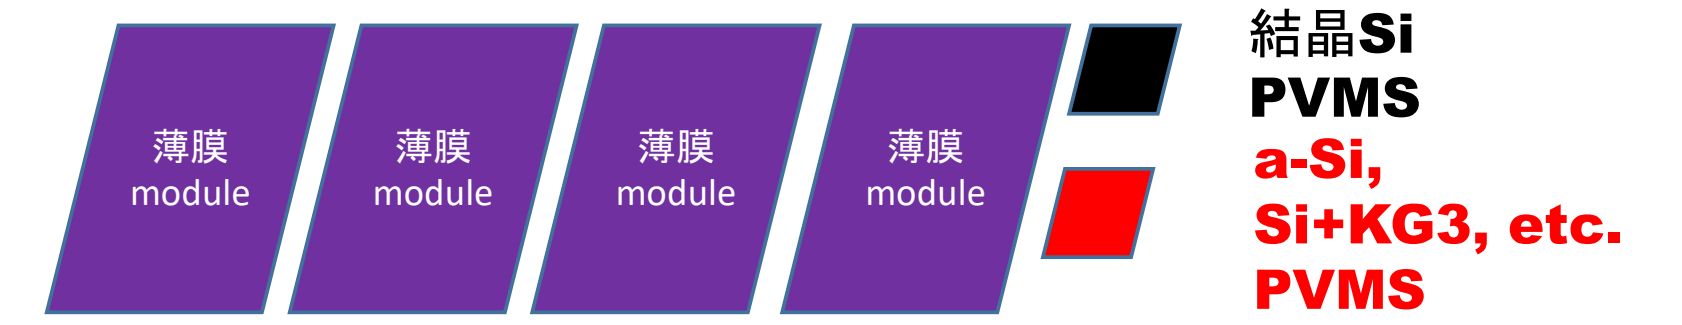 薄膜
module
薄膜
module
薄膜
module
薄膜
module
結晶Si
PVMS
a-Si,
Si+KG3, etc.
PVMS